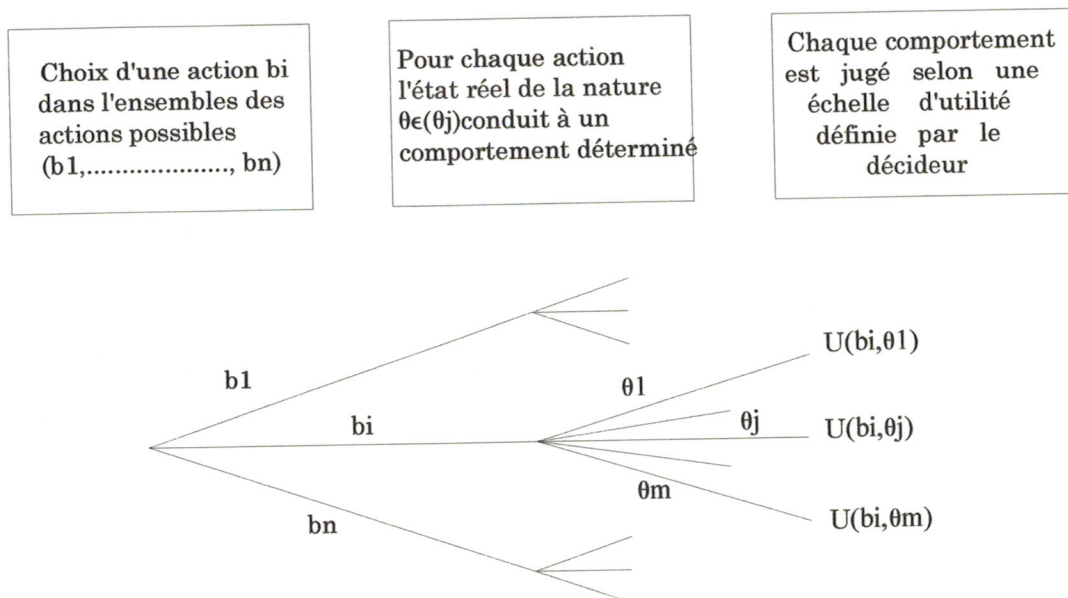 Choix d'une action bi
dans l'ensembles des
actions possibles
(b1,....................., bn)
Pour chaque action
l'état réel de la nature
θϵ(θj)conduit à un
comportement déterminé
Chaque comportement
est jugé selon une
échelle d'utilité
définie par le
décideur
b1
bi
bn
θ1
θj
θm
U(bi,θ1)
U(bi,θj)
U(bi,θm)